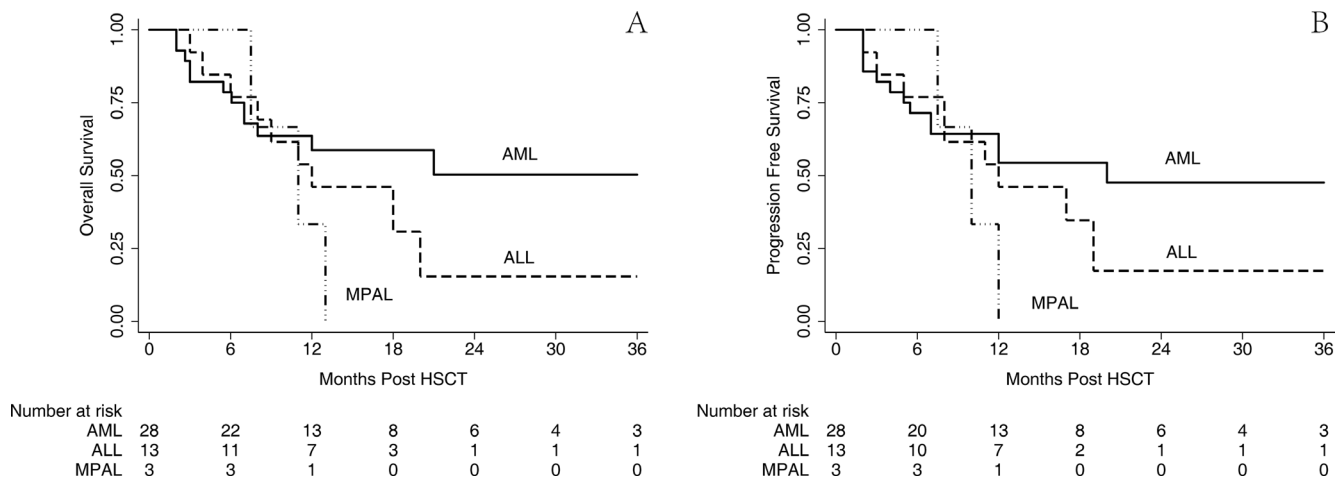 A
Overall Survival
1.00
0.75
0.50
0.25
0.00
AML
ALL
MPAL
0 6 12 18 24 30 36
Months Post HSCT
Number at risk
AML 28 22 13 8 6 4 3
ALL 13 11 7 3 1 1 1
MPAL 3 3 1 0 0 0 0
B
Progression Free Survival
1.00
0.75
0.50
0.25
0.00
AML
ALL
MPAL
0 6 12 18 24 30 36
Months Post HSCT
Number at risk
AML 28 20 13 8 6 4 3
ALL 13 10 7 2 1 1 1
MPAL 3 3 1 0 0 0 0